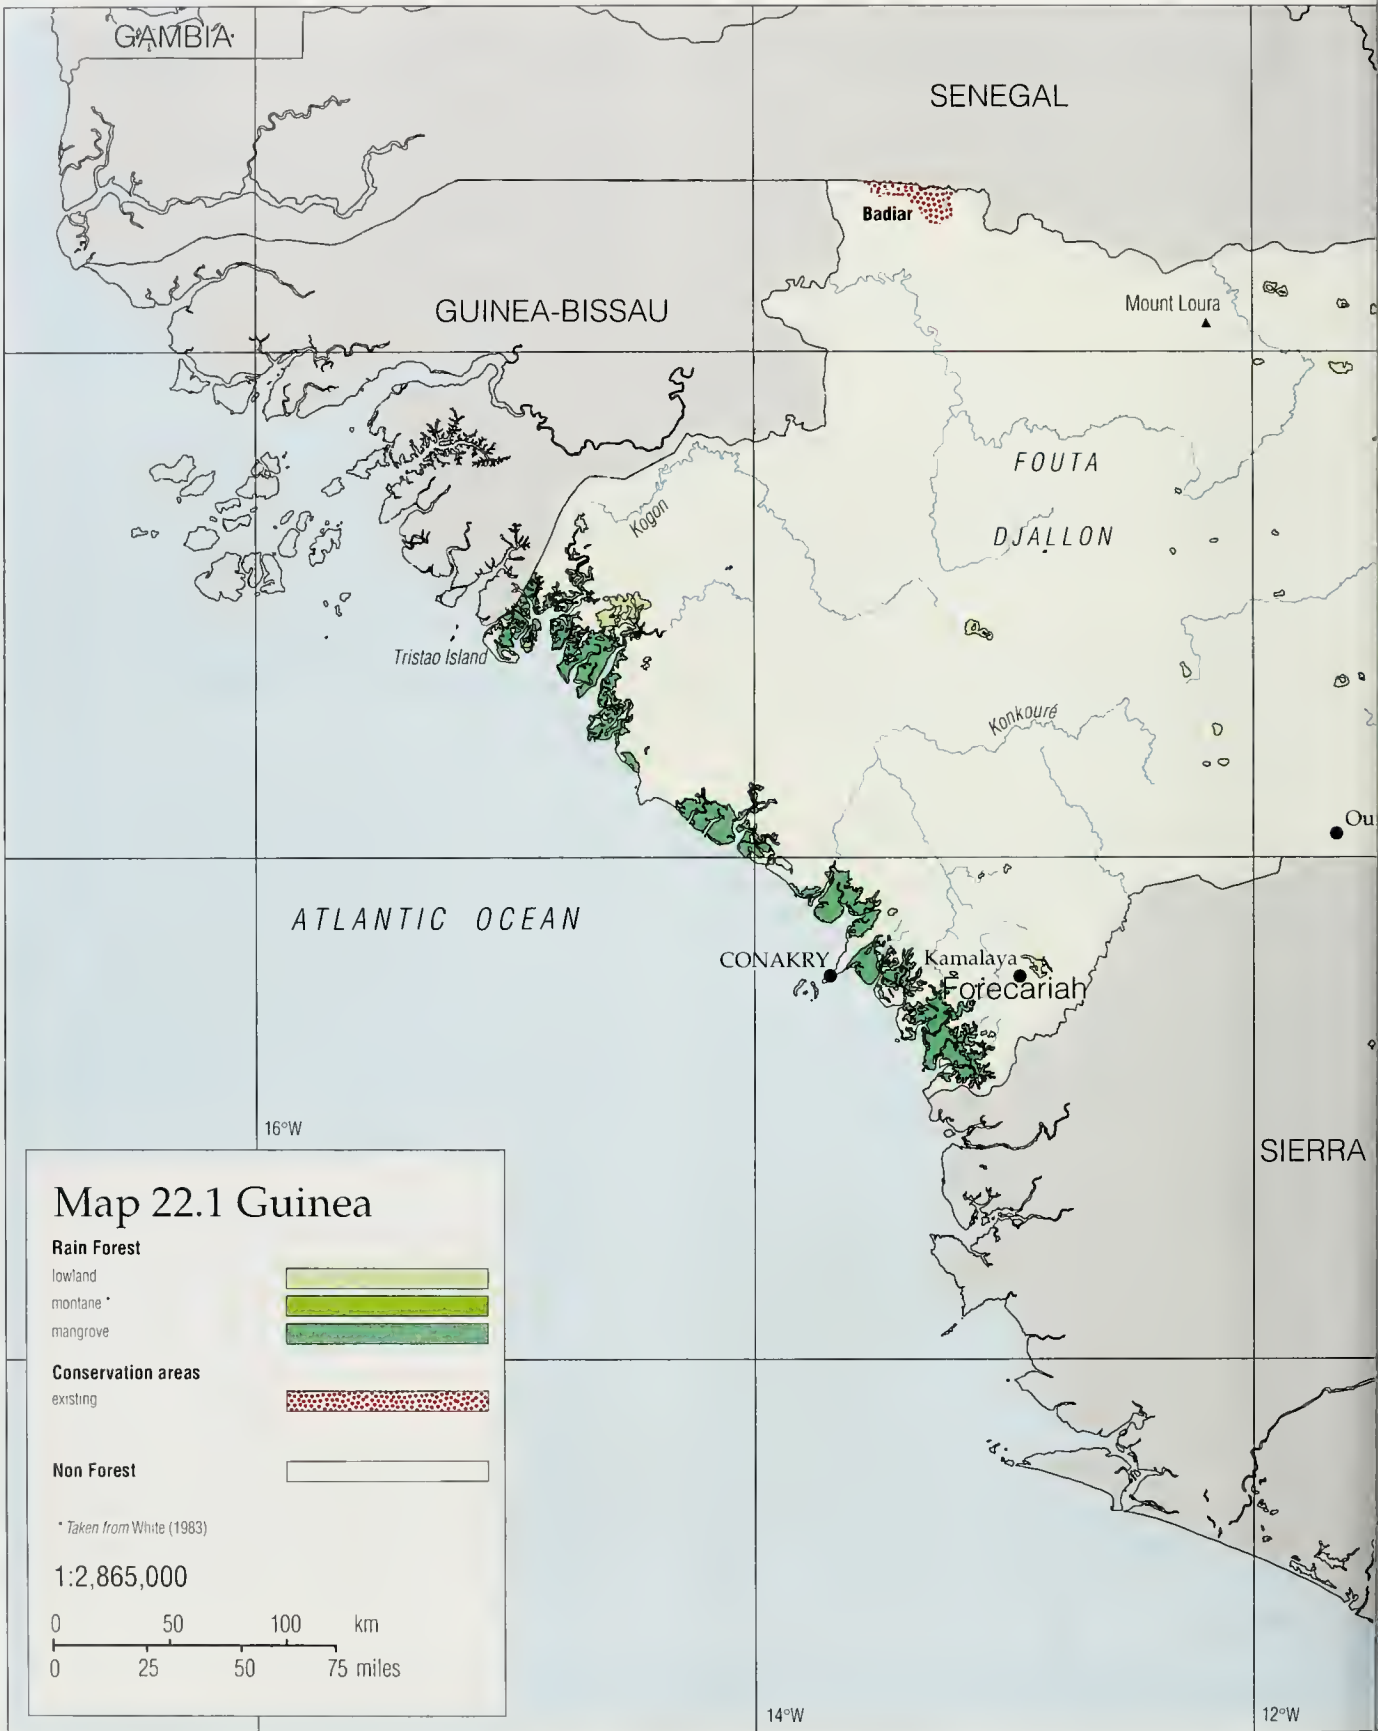 GAMBIA
SENEGAL
Badiar
Mount Loura
GUINEA-BISSAU
FOUTA
DJALLON
Kogon
Tristao Island
Konkouré
Ou
ATLANTIC OCEAN
CONAKRY
Kamalaya
Forecariah
16°W
SIERRA
Map 22.1 Guinea
Rain Forest
lowland
montane *
mangrove
Conservation areas
existing
Non Forest
* Taken from White (1983)
1:2,865,000
0 50 100 km
0 25 50 75 miles
14°W
12°W